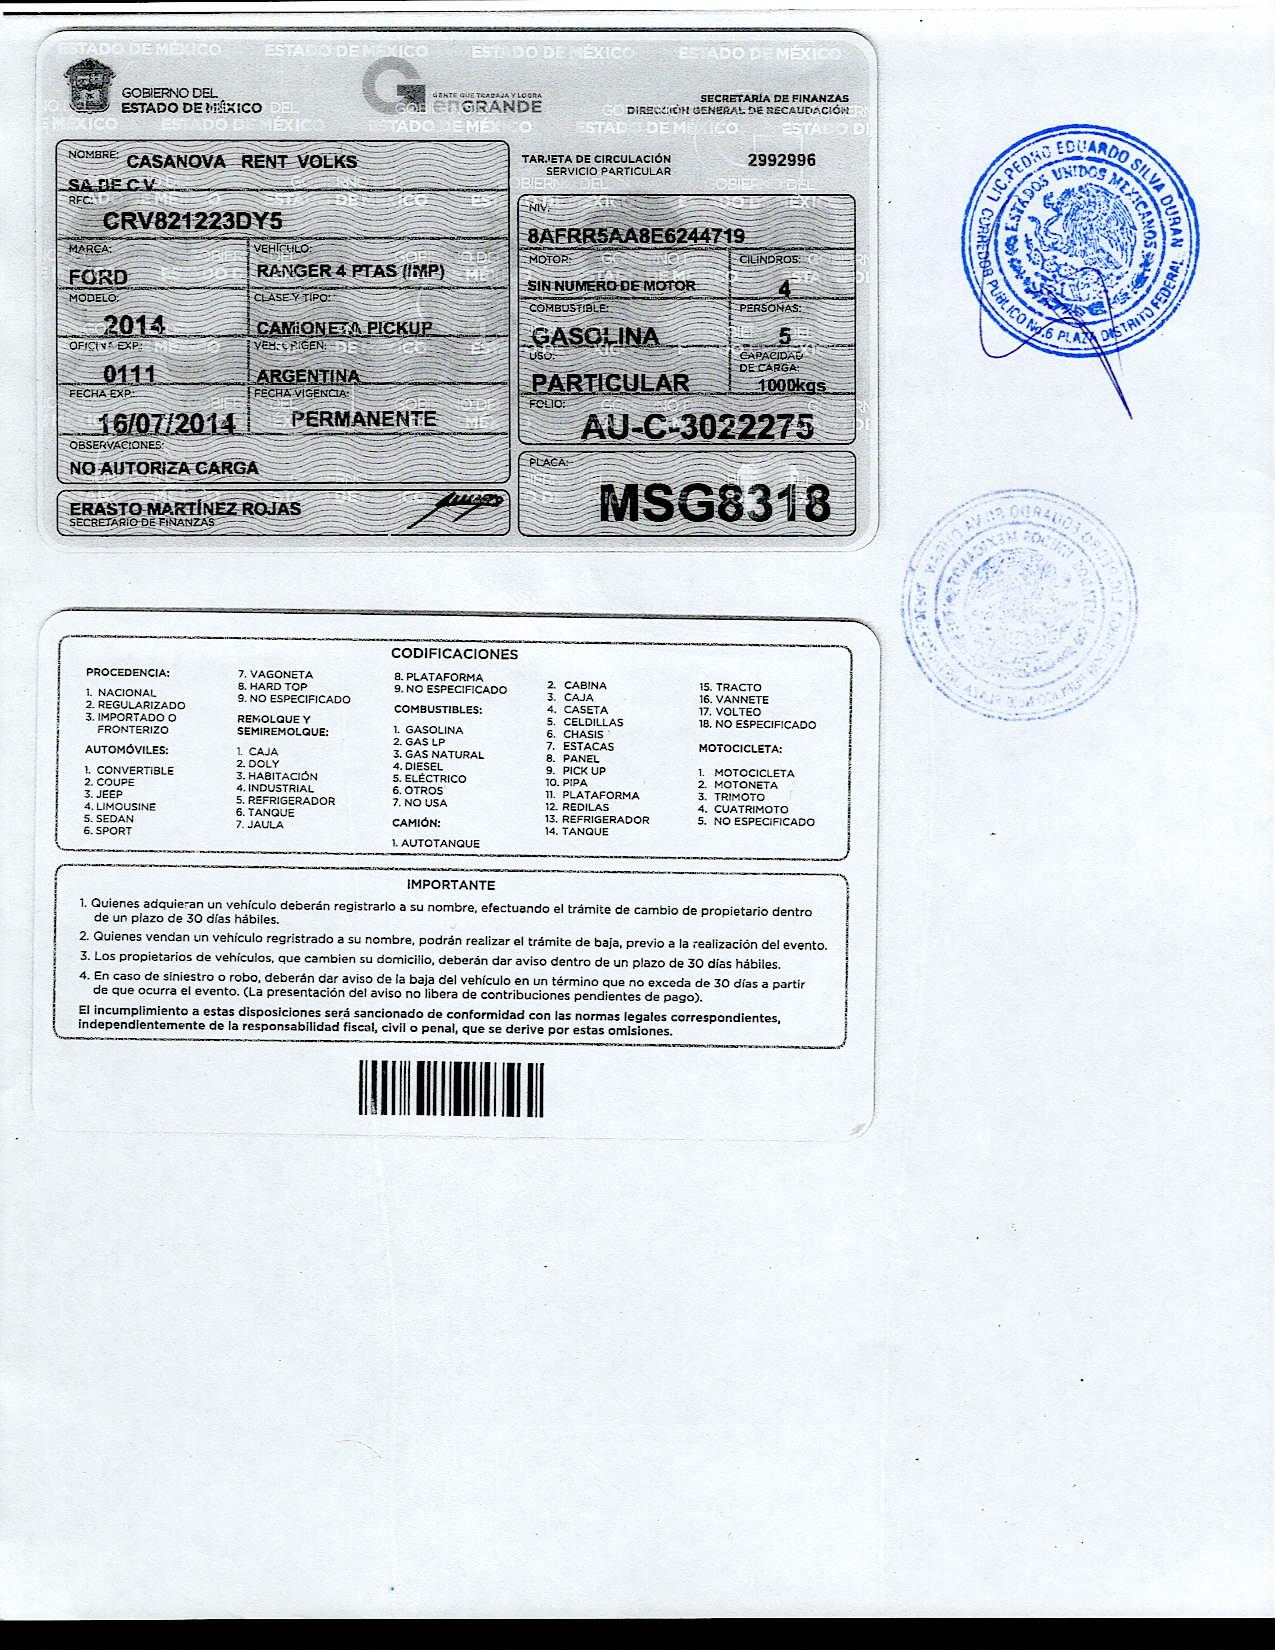 GOBIERNO DEL
ESTADO DE MÉXICO
GENTE QUE TRABAJA Y LOGRA
enGRANDE
SECRETARÍA DE FINANZAS
DIRECCIÓN GENERAL DE RECAUDACIÓN
NOMBRE: CASANOVA RENT VOLKS
SA DE C.V.
TARJETA DE CIRCULACIÓN
SERVICIO PARTICULAR
2992996
RFC:
CRV821223DY5
NIV:
8AFRR5AA8E6244719
MARCA:
FORD
VEHÍCULO:
RANGER 4 PTAS (IMP)
MOTOR:
SIN NUMERO DE MOTOR
CILINDROS:
4
MODELO:
2014
CLASE Y TIPO:
CAMIONETA PICKUP
COMBUSTIBLE:
GASOLINA
PERSONAS:
5
OFICINA EXP:
0111
VEH. ORIGEN:
ARGENTINA
USO:
PARTICULAR
CAPACIDAD
DE CARGA:
1000kgs
FECHA EXP:
16/07/2014
FECHA VIGENCIA:
PERMANENTE
FOLIO:
AU-C-3022275
OBSERVACIONES:
NO AUTORIZA CARGA
PLACA:
MSG8318
ERASTO MARTÍNEZ ROJAS
SECRETARIO DE FINANZAS
LIC. PEDRO EDUARDO SILVA DURAN
CORREDOR PUBLICO No.6 PLAZA DISTRITO FEDERAL
ESTADOS UNIDOS MEXICANOS
CODIFICACIONES
PROCEDENCIA:
1. NACIONAL
2. REGULARIZADO
3. IMPORTADO O
FRONTERIZO
AUTOMÓVILES:
1. CONVERTIBLE
2. COUPE
3. JEEP
4. LIMOUSINE
5. SEDAN
6. SPORT
7. VAGONETA
8. HARD TOP
9. NO ESPECIFICADO
REMOLQUE Y
SEMIREMOLQUE:
1. CAJA
2. DOLY
3. HABITACIÓN
4. INDUSTRIAL
5. REFRIGERADOR
6. TANQUE
7. JAULA
8. PLATAFORMA
9. NO ESPECIFICADO
COMBUSTIBLES:
1. GASOLINA
2. GAS LP
3. GAS NATURAL
4. DIESEL
5. ELÉCTRICO
6. OTROS
7. NO USA
CAMIÓN:
1. AUTOTANQUE
2. CABINA
3. CAJA
4. CASETA
5. CELDILLAS
6. CHASIS
7. ESTACAS
8. PANEL
9. PICK UP
10. PIPA
11. PLATAFORMA
12. REDILAS
13. REFRIGERADOR
14. TANQUE
15. TRACTO
16. VANNETE
17. VOLTEO
18. NO ESPECIFICADO
MOTOCICLETA:
1. MOTOCICLETA
2. MOTONETA
3. TRIMOTO
4. CUATRIMOTO
5. NO ESPECIFICADO
IMPORTANTE
1. Quienes adquieran un vehículo deberán registrarlo a su nombre, efectuando el trámite de cambio de propietario dentro
de un plazo de 30 días hábiles.
2. Quienes vendan un vehículo regristrado a su nombre, podrán realizar el trámite de baja, previo a la realización del evento.
3. Los propietarios de vehículos, que cambien su domicilio, deberán dar aviso dentro de un plazo de 30 días hábiles.
4. En caso de siniestro o robo, deberán dar aviso de la baja del vehículo en un término que no exceda de 30 días a partir
de que ocurra el evento. (La presentación del aviso no libera de contribuciones pendientes de pago).
El incumplimiento a estas disposiciones será sancionado de conformidad con las normas legales correspondientes,
independientemente de la responsabilidad fiscal, civil o penal, que se derive por estas omisiones.